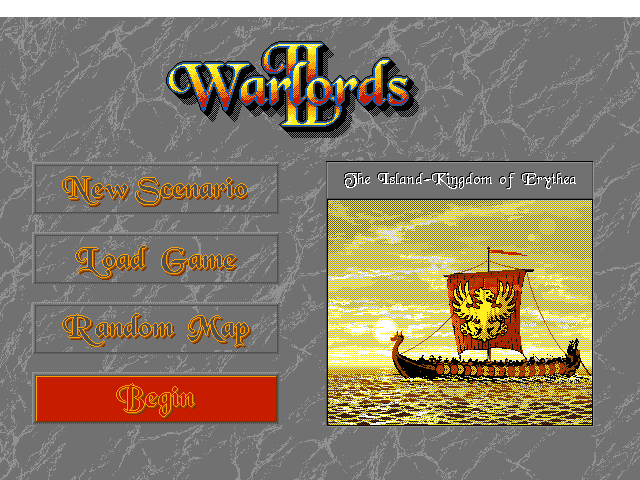 Warlords
II
New Scenario
Load Game
Random Map
Begin
The Island-Kingdom of Erythea